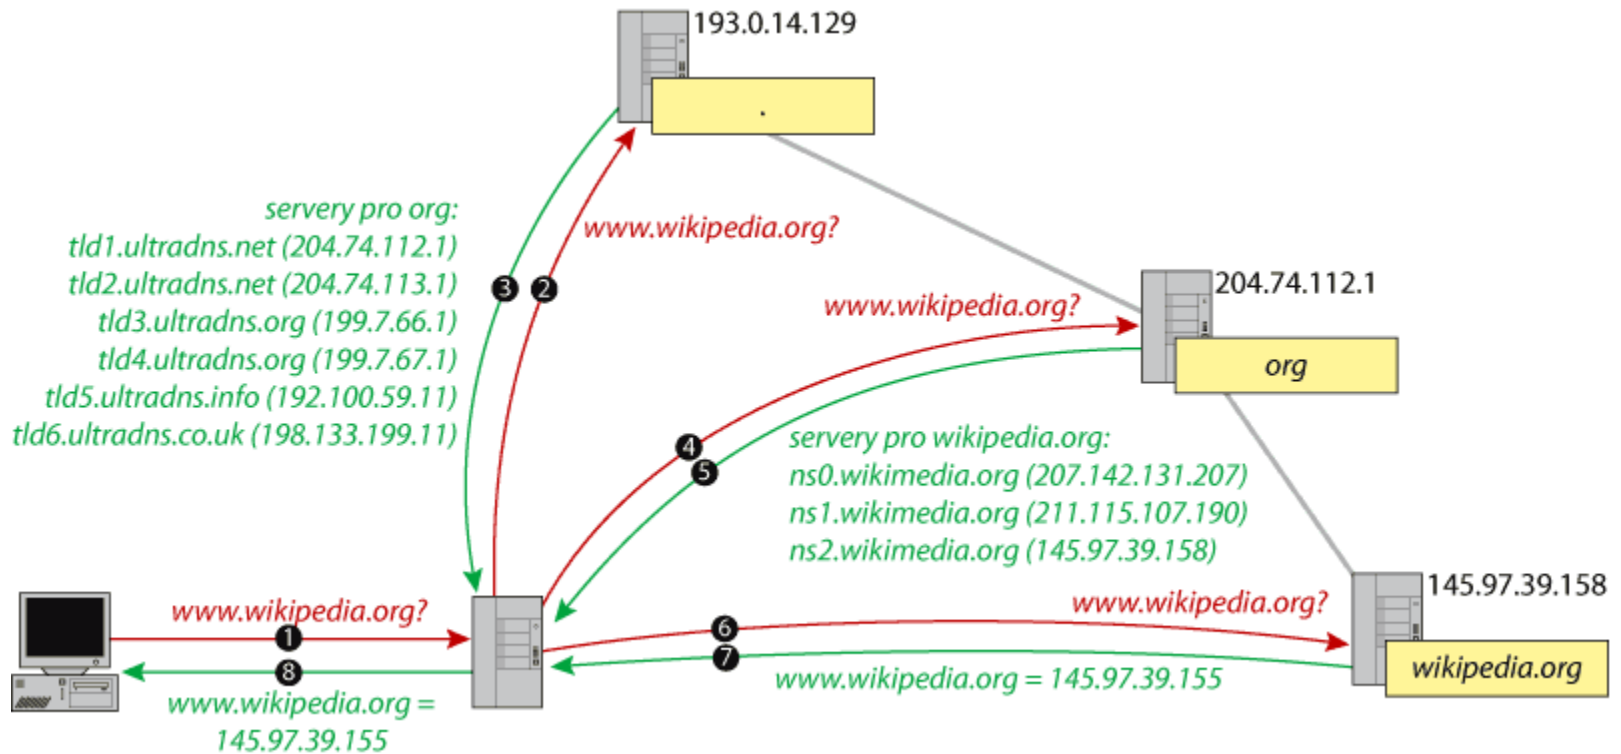 193.0.14.129
.
servery pro org:
tld1.ultradns.net (204.74.112.1)
tld2.ultradns.net (204.74.113.1)
tld3.ultradns.org (199.7.66.1)
tld4.ultradns.org (199.7.67.1)
tld5.ultradns.info (192.100.59.11)
tld6.ultradns.co.uk (198.133.199.11)
www.wikipedia.org?
3
2
204.74.112.1
www.wikipedia.org?
org
4
5
servery pro wikipedia.org:
ns0.wikimedia.org (207.142.131.207)
ns1.wikimedia.org (211.115.107.190)
ns2.wikimedia.org (145.97.39.158)
145.97.39.158
www.wikipedia.org?
1
www.wikipedia.org?
6
7
wikipedia.org
8
www.wikipedia.org = 145.97.39.155
www.wikipedia.org =
145.97.39.155